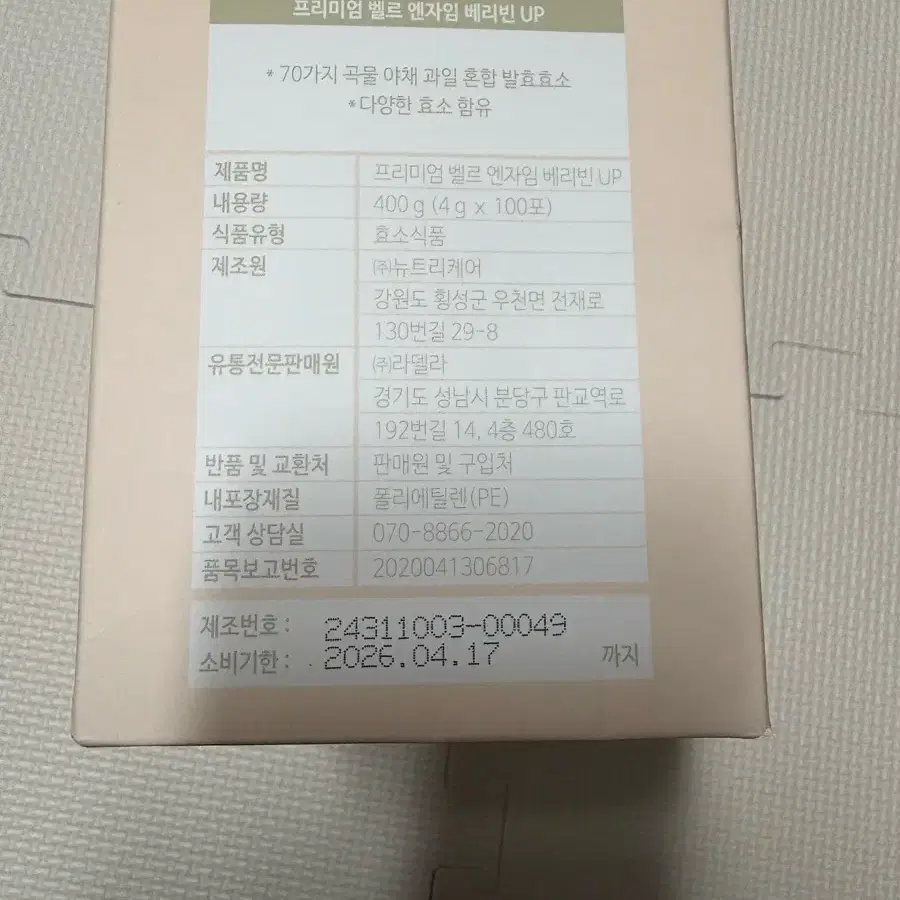 프리미엄 벨르 엔자임 베리빈 UP
* 70가지 곡물 야채 과일 혼합 발효효소
* 다양한 효소 함유
제품명 프리미엄 벨르 엔자임 베리빈 UP
내용량 400 g (4 g x 100포)
식품유형 효소식품
제조원 ㈜뉴트리케어
강원도 횡성군 우천면 전재로
130번길 29-8
유통전문판매원 ㈜라델라
경기도 성남시 분당구 판교역로
192번길 14, 4층 480호
반품 및 교환처 판매원 및 구입처
내포장재질 폴리에틸렌(PE)
고객 상담실 070-8866-2020
품목보고번호 2020041306817
제조번호 : 24311003-00049
소비기한 : 2026.04.17 까지